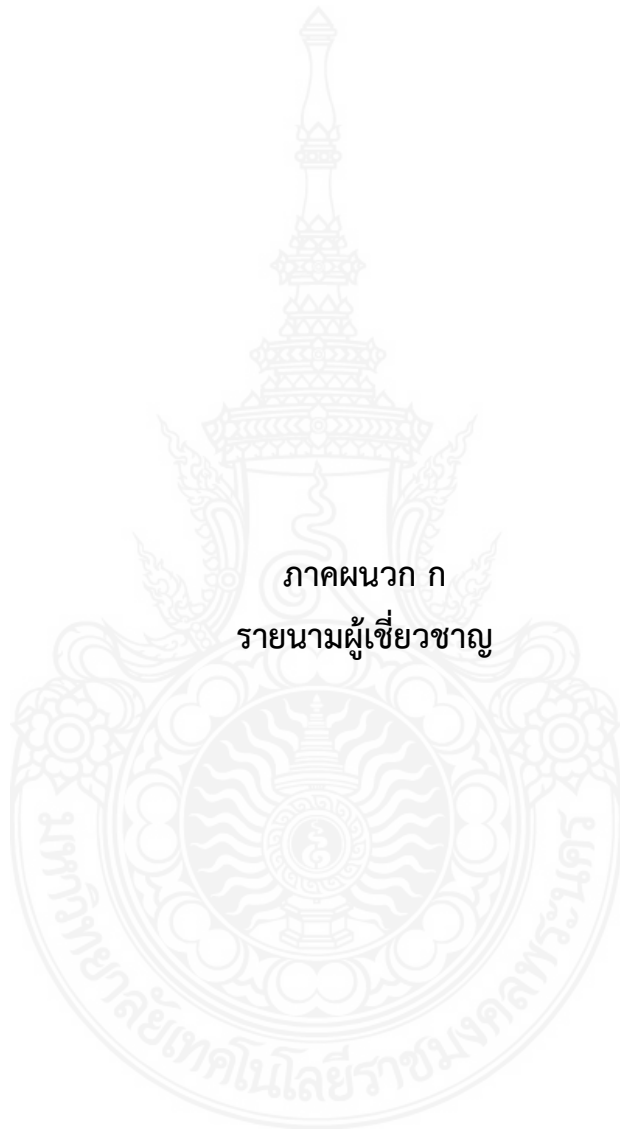 ภาคผนวก ก
รายนามผู้เชี่ยวชาญ
มหาวิทยาลัยเทคโนโลยีราชมงคลพระนคร